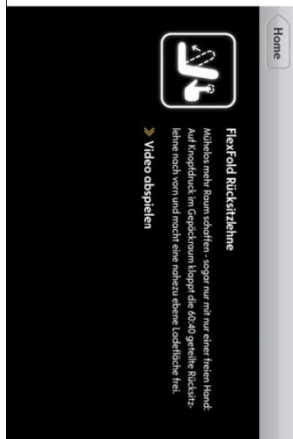 Home
FlexFold Rücksitzlehne
Mühelos mehr Raum schaffen - sogar nur mit nur einer freien Hand:
Auf Knopfdruck im Gepäckraum klappt die 60:40 geteilte Rücksitz-
lehne nach vorn und macht eine nahezu ebene Ladefläche frei.
» Video abspielen